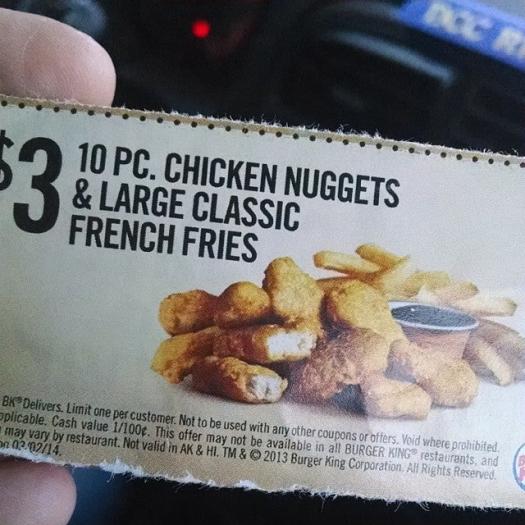 $3
10 PC. CHICKEN NUGGETS
& LARGE CLASSIC
FRENCH FRIES
BK® Delivers. Limit one per customer. Not to be used with any other coupons or offers. Void where prohibited.
applicable. Cash value 1/100¢. This offer may not be available in all BURGER KING® restaurants, and
may vary by restaurant. Not valid in AK & HI. TM & © 2013 Burger King Corporation. All Rights Reserved.
03/02/14.